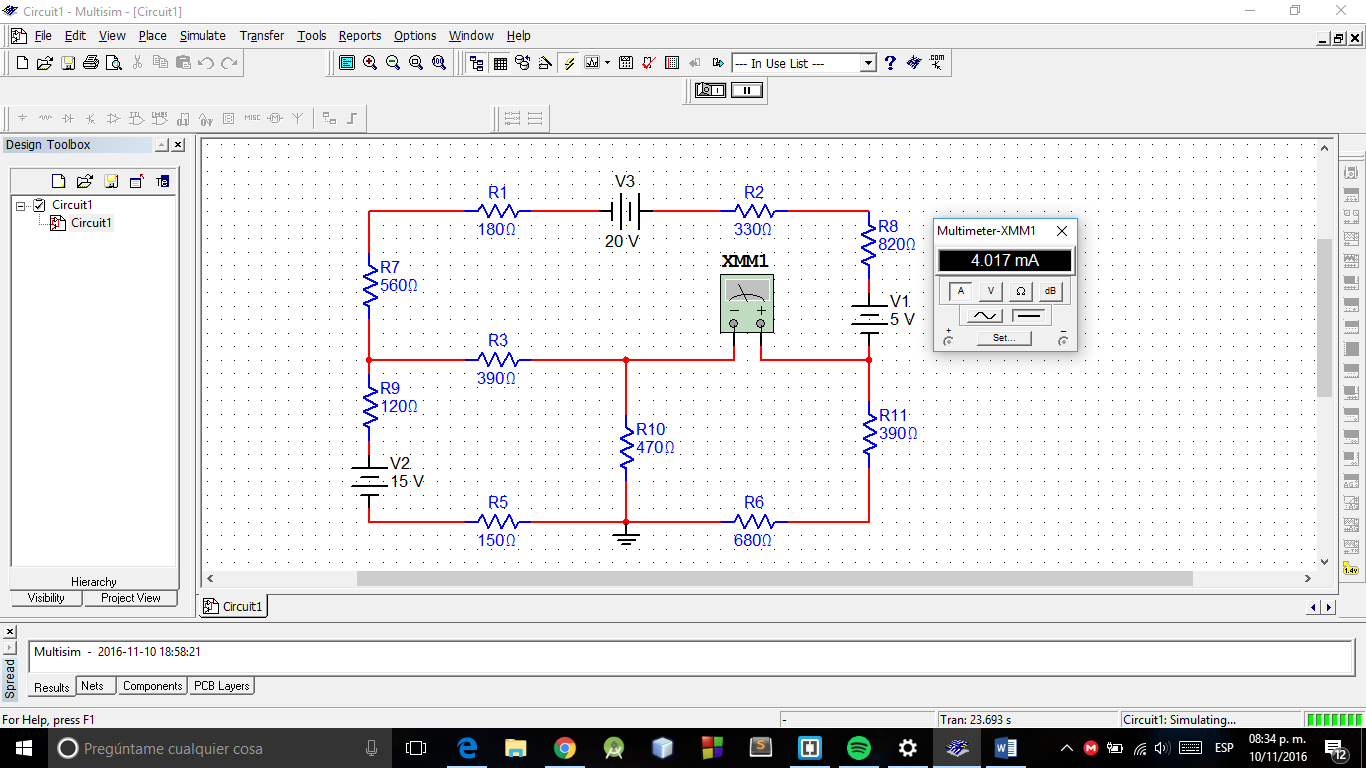 Circuit1 - Multisim - [Circuit1]
File Edit View Place Simulate Transfer Tools Reports Options Window Help
--- In Use List ---
?
.com
MISC
Design Toolbox
Circuit1
Circuit1
Hierarchy
Visibility Project View
R1
180Ω
V3
20 V
R2
330Ω
R8
820Ω
XMM1
R7
560Ω
V1
5 V
R3
390Ω
R9
120Ω
R10
470Ω
R11
390Ω
V2
15 V
R5
150Ω
R6
680Ω
Multimeter-XMM1
4.017 mA
A V Ω dB
+ Set... −
Circuit1
Multisim - 2016-11-10 18:58:21
Spread
Results Nets Components PCB Layers
For Help, press F1
- Tran: 23.693 s Circuit1: Simulating...
Pregúntame cualquier cosa
ESP
08:34 p. m.
10/11/2016
12